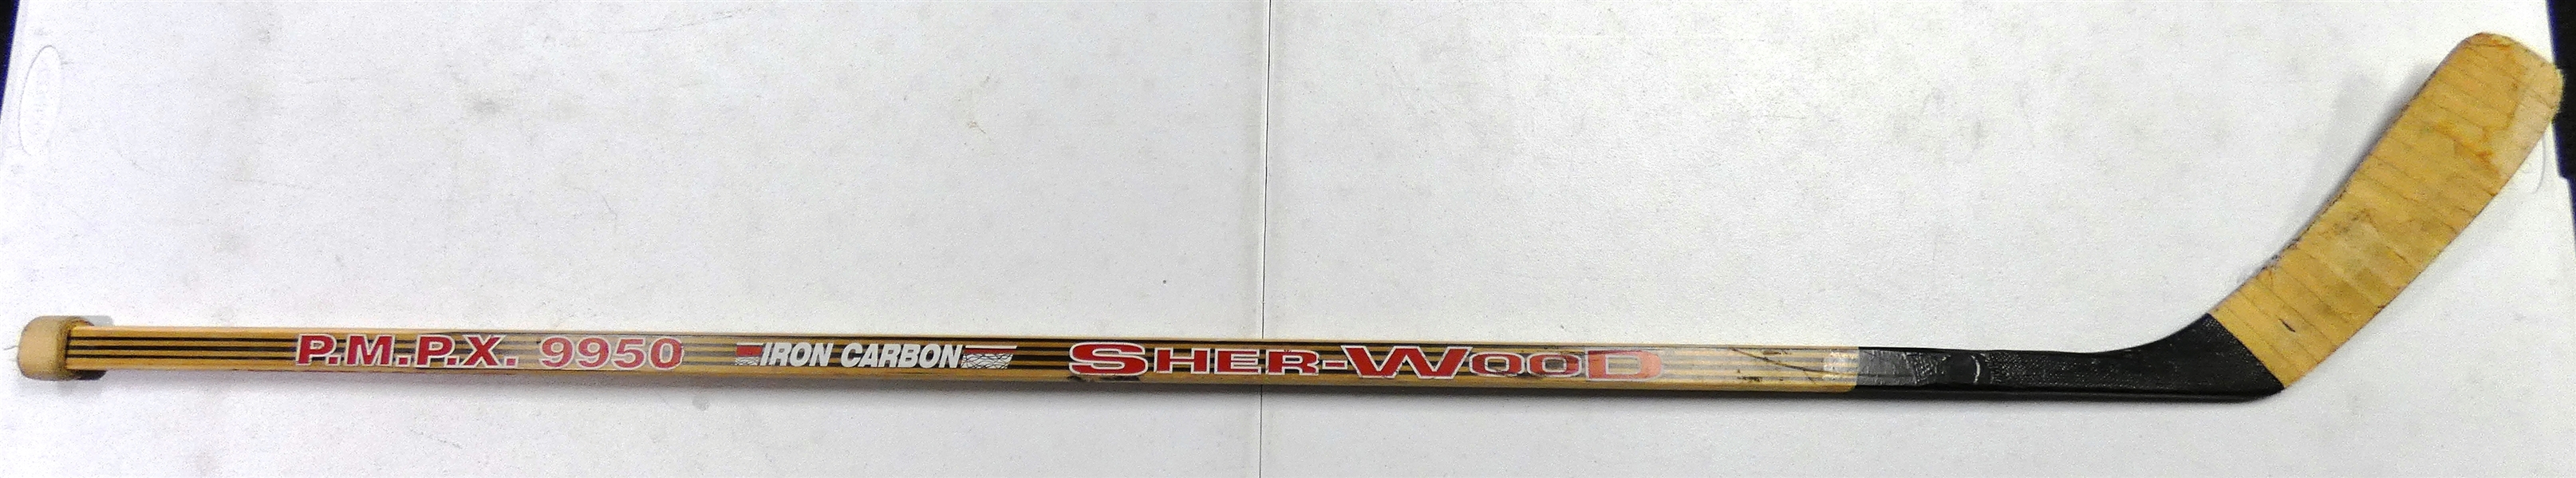 P.M.P.X. 9950 IRON CARBON SHER-WOOD